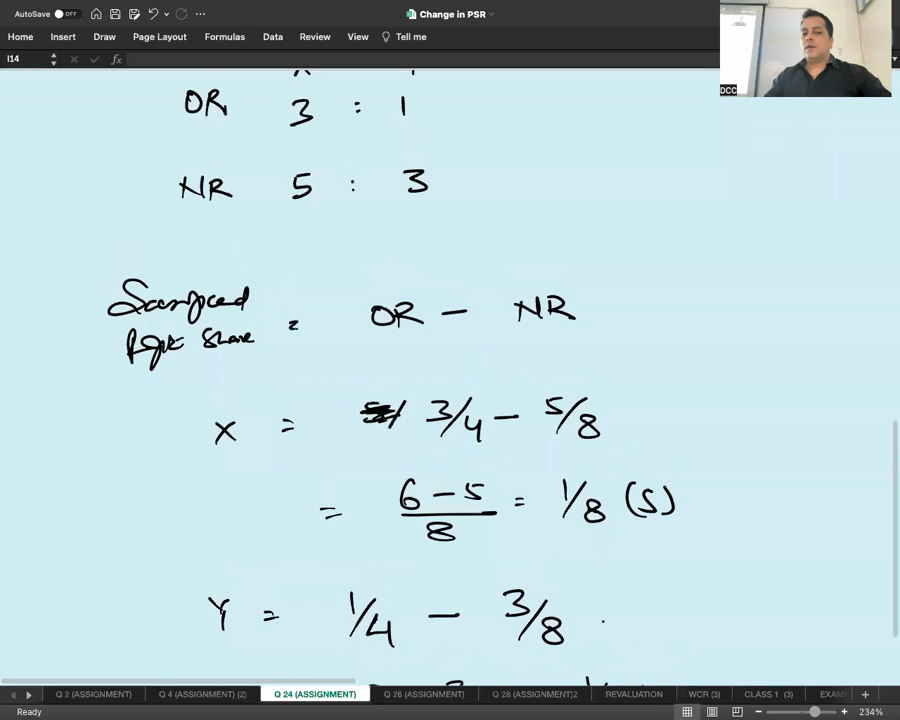 AutoSave OFF
Change in PSR
Home Insert Draw Page Layout Formulas Data Review View Tell me
I14 fx
DCC
OR 3 : 1
NR 5 : 3
Share = OR - NR
X = 3/4 - 5/8
= 6 - 5 / 8 = 1/8 (S)
Y = 1/4 - 3/8
Q 2 (ASSIGNMENT) Q 4 (ASSIGNMENT) (2) Q 24 (ASSIGNMENT) Q 26 (ASSIGNMENT) Q 28 (ASSIGNMENT)2 REVALUATION WCR (3) CLASS 1 (3) EXAM
Ready 234%